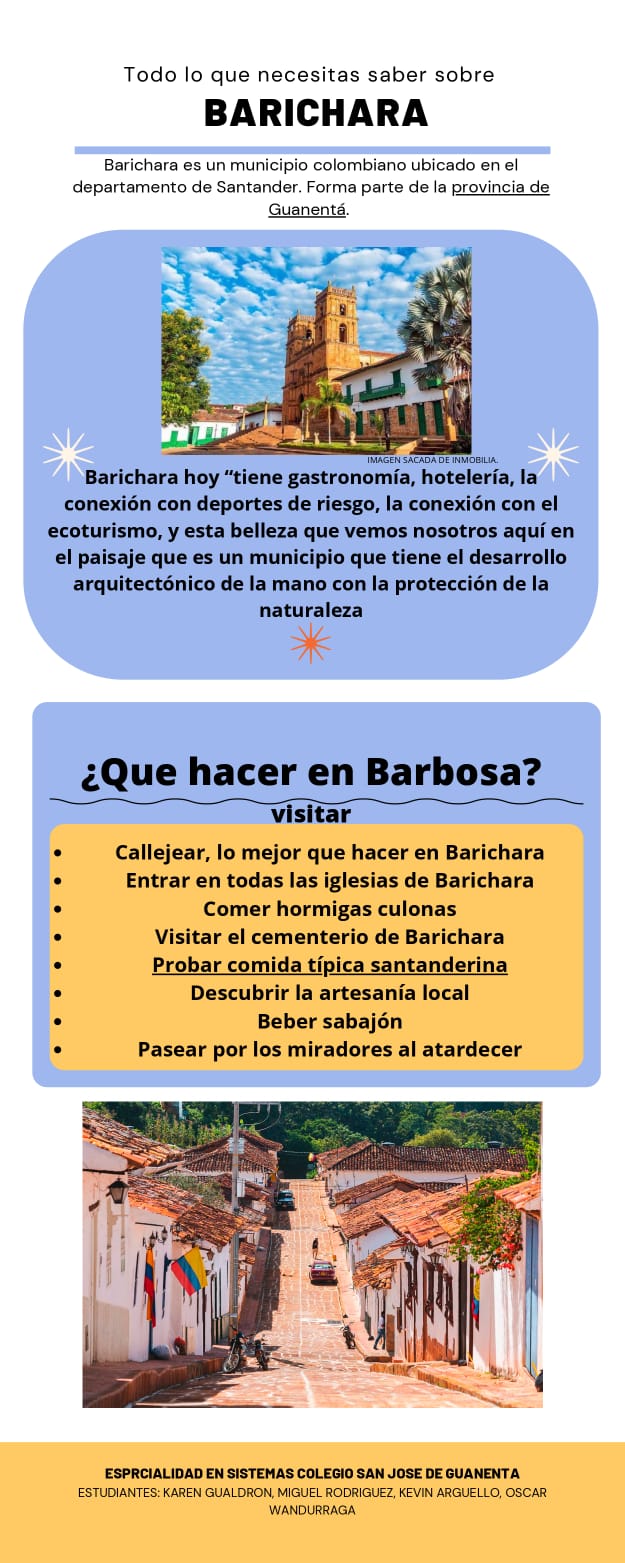 Todo lo que necesitas saber sobre
BARICHARA
Barichara es un municipio colombiano ubicado en el
departamento de Santander. Forma parte de la provincia de
Guanentá.
IMAGEN SACADA DE INMOBILIA.
Barichara hoy “tiene gastronomía, hotelería, la
conexión con deportes de riesgo, la conexión con el
ecoturismo, y esta belleza que vemos nosotros aquí en
el paisaje que es un municipio que tiene el desarrollo
arquitectónico de la mano con la protección de la
naturaleza
¿Que hacer en Barbosa?
visitar
• Callejear, lo mejor que hacer en Barichara
• Entrar en todas las iglesias de Barichara
• Comer hormigas culonas
• Visitar el cementerio de Barichara
• Probar comida típica santanderina
• Descubrir la artesanía local
• Beber sabajón
• Pasear por los miradores al atardecer
ESPRCIALIDAD EN SISTEMAS COLEGIO SAN JOSE DE GUANENTA
ESTUDIANTES: KAREN GUALDRON, MIGUEL RODRIGUEZ, KEVIN ARGUELLO, OSCAR
WANDURRAGA